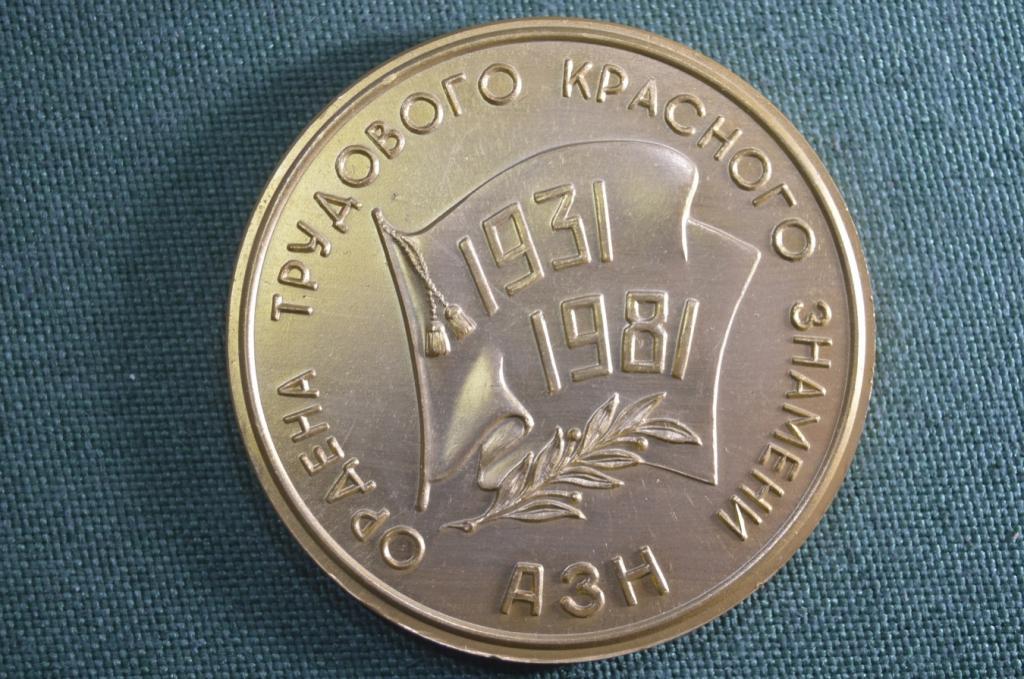 ОРДЕНА ТРУДОВОГО КРАСНОГО ЗНАМЕНИ
1931
1981
АЗН